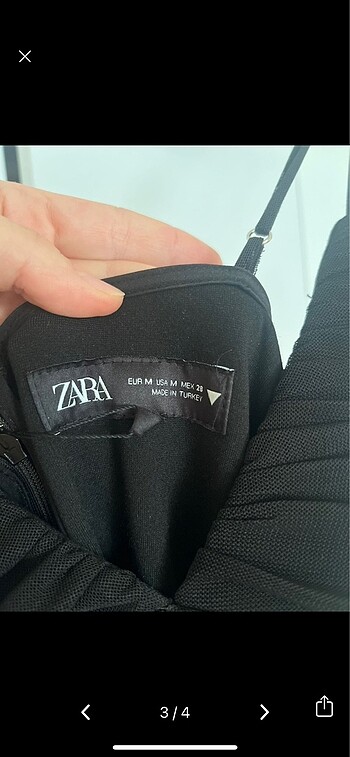 ZARA
EUR M USA M MEX 28
MADE IN TURKEY
3/4